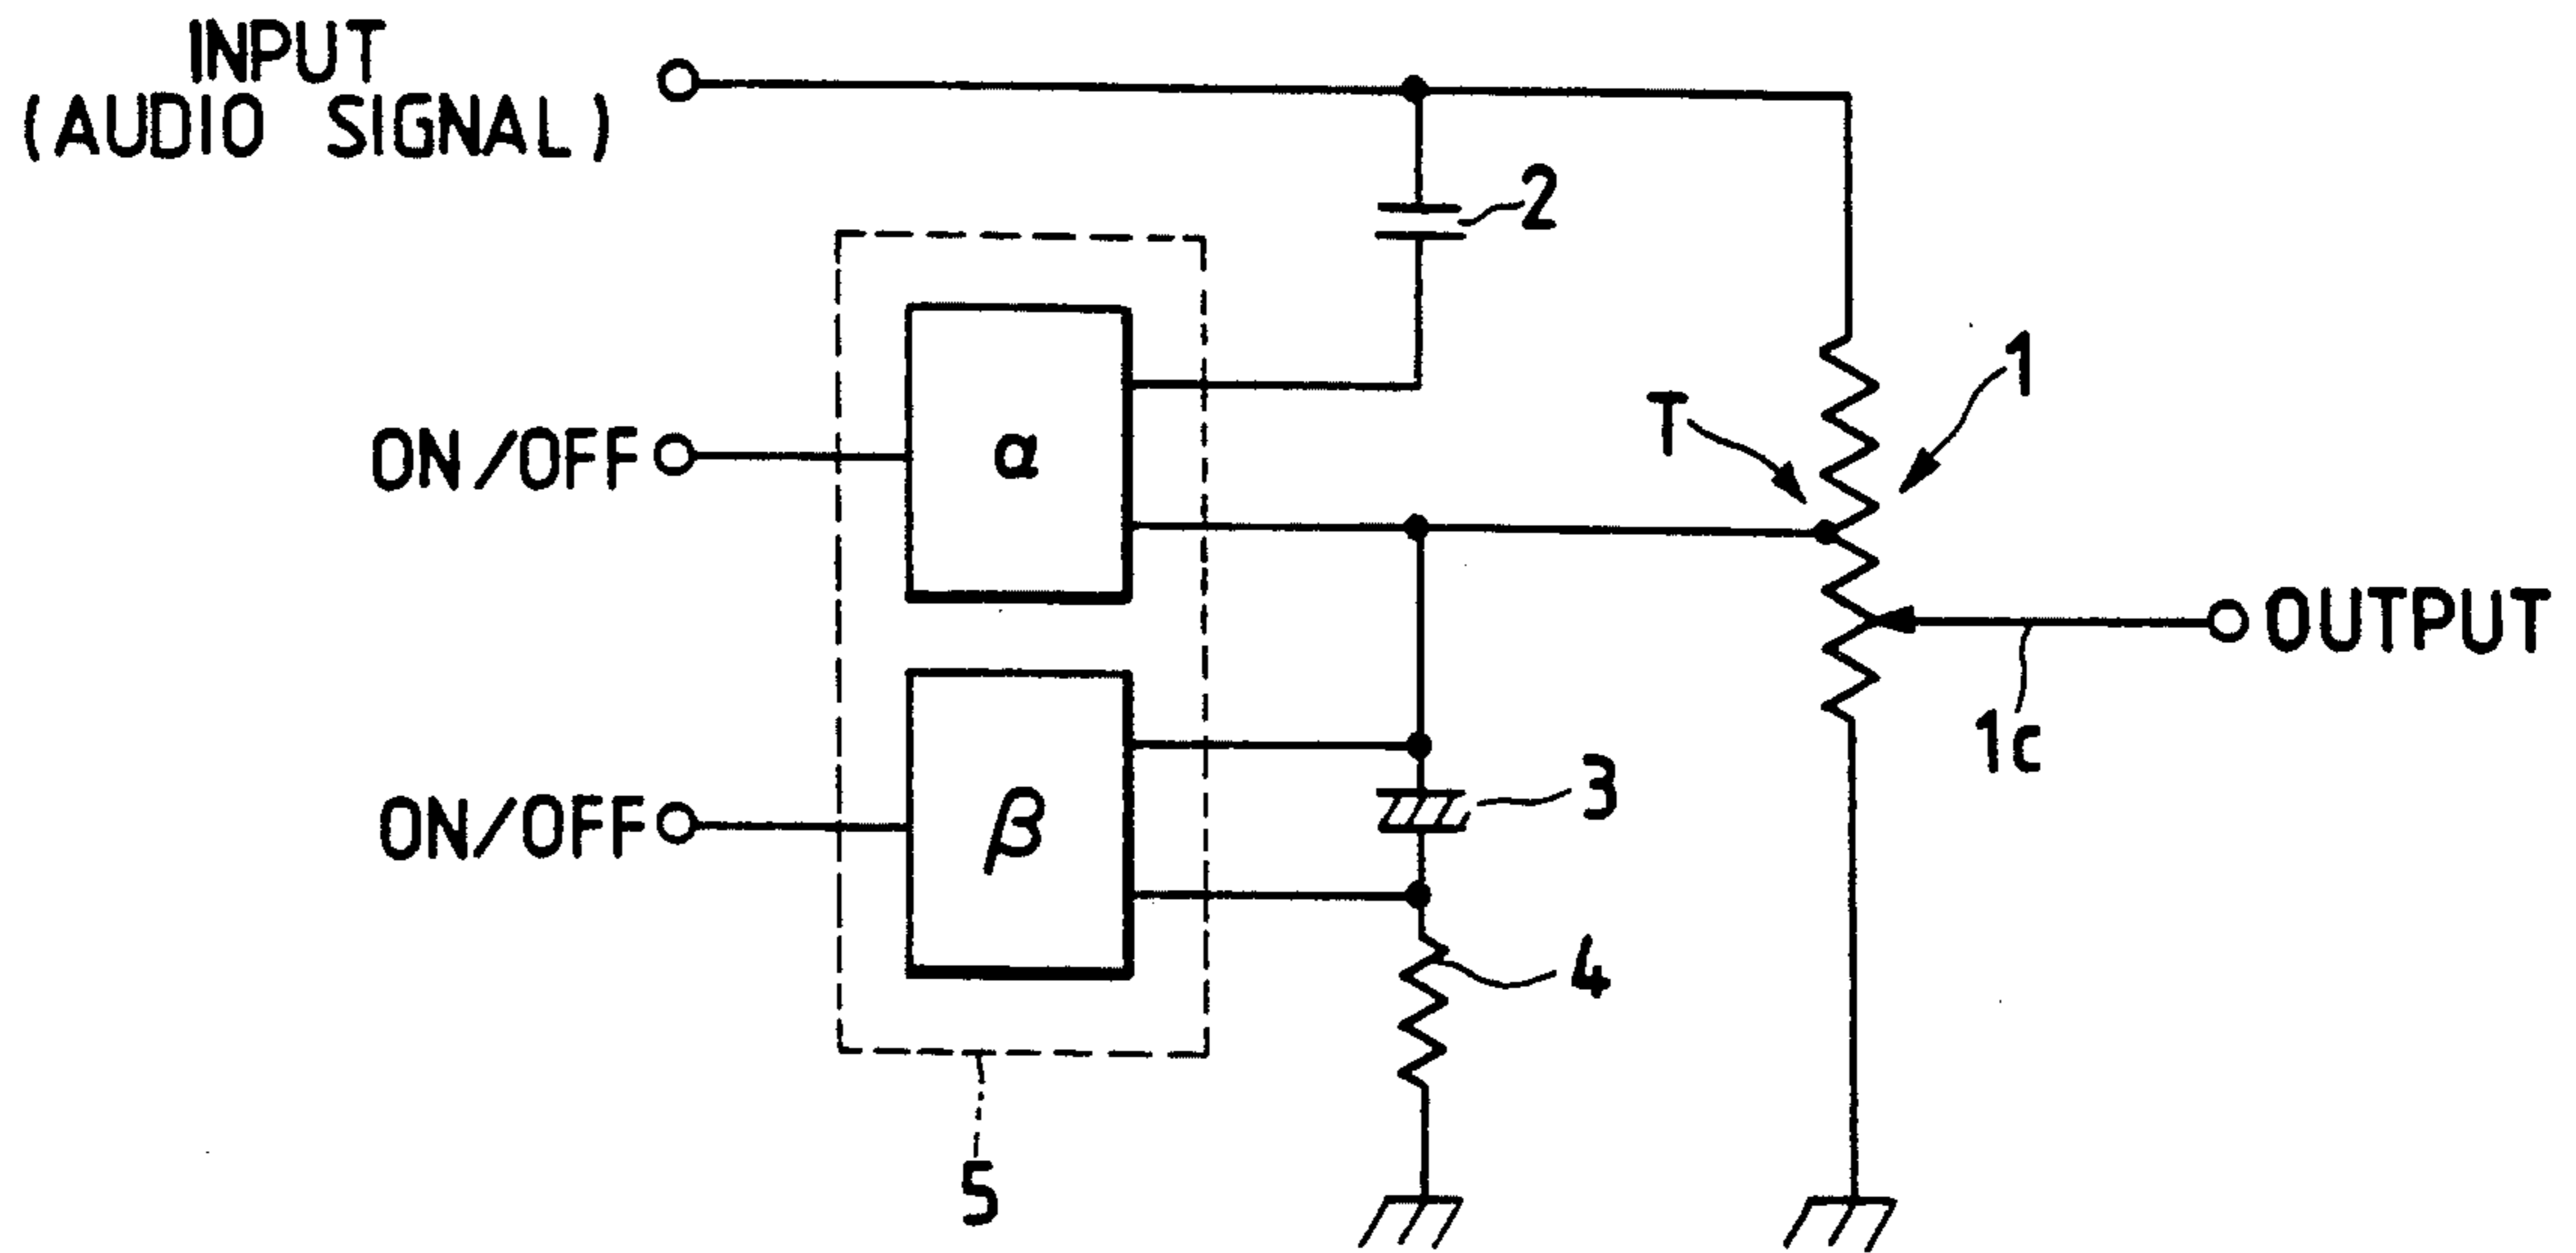 INPUT
(AUDIO SIGNAL)
2
1
T
ON/OFF
α
OUTPUT
1c
3
ON/OFF
β
4
5